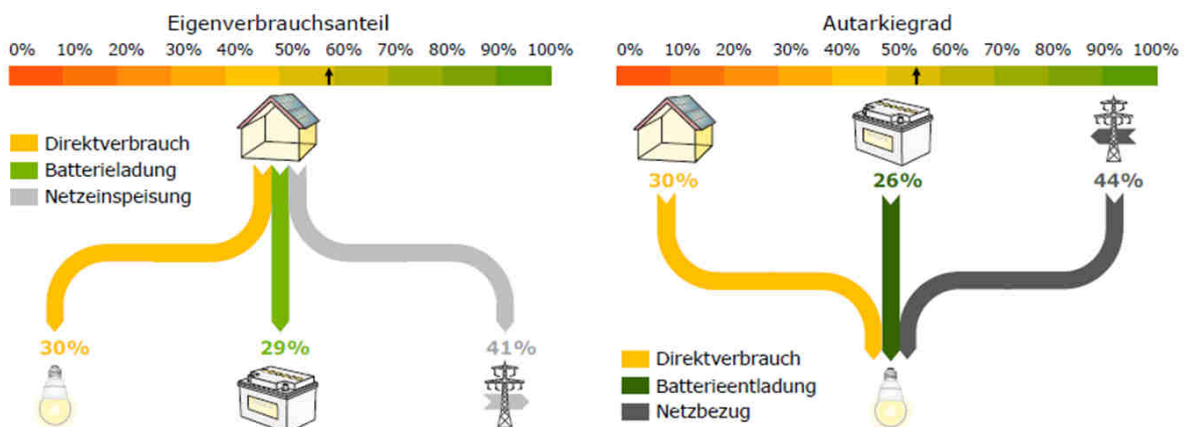 Eigenverbrauchsanteil
0% 10% 20% 30% 40% 50% 60% 70% 80% 90% 100%
Direktverbrauch
Batterieladung
Netzeinspeisung
30% 29% 41%
Autarkiegrad
0% 10% 20% 30% 40% 50% 60% 70% 80% 90% 100%
30% 26% 44%
Direktverbrauch
Batterieentladung
Netzbezug